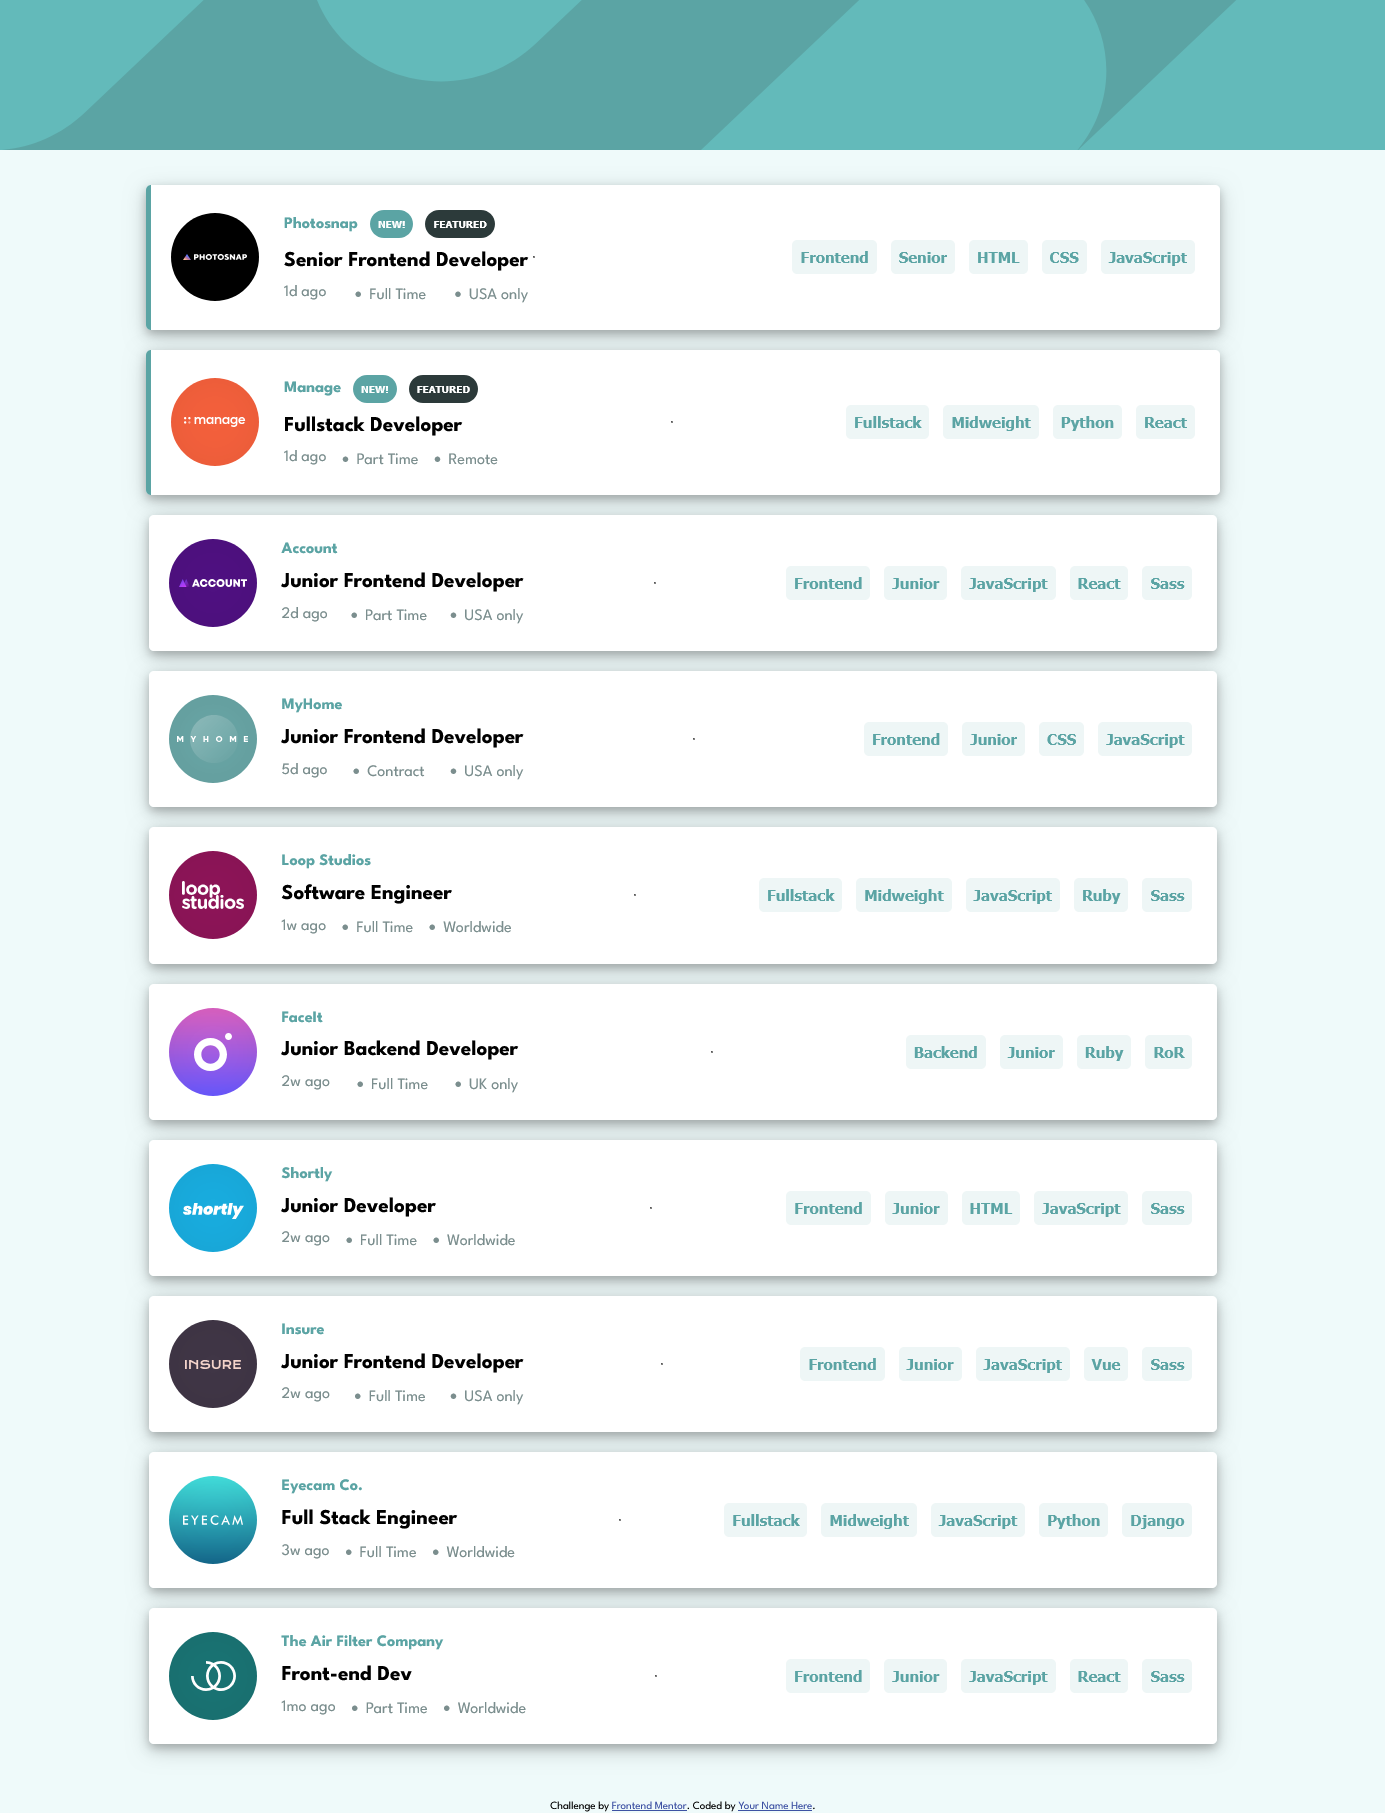 PHOTOSNAP
Photosnap NEW! FEATURED
Senior Frontend Developer
1d ago • Full Time • USA only
Frontend Senior HTML CSS JavaScript
manage
Manage NEW! FEATURED
Fullstack Developer
1d ago • Part Time • Remote
Fullstack Midweight Python React
ACCOUNT
Account
Junior Frontend Developer
2d ago • Part Time • USA only
Frontend Junior JavaScript React Sass
MYHOME
MyHome
Junior Frontend Developer
5d ago • Contract • USA only
Frontend Junior CSS JavaScript
loop
studios
Loop Studios
Software Engineer
1w ago • Full Time • Worldwide
Fullstack Midweight JavaScript Ruby Sass
FaceIt
Junior Backend Developer
2w ago • Full Time • UK only
Backend Junior Ruby RoR
shortly
Shortly
Junior Developer
2w ago • Full Time • Worldwide
Frontend Junior HTML JavaScript Sass
INSURE
Insure
Junior Frontend Developer
2w ago • Full Time • USA only
Frontend Junior JavaScript Vue Sass
EYECAM
Eyecam Co.
Full Stack Engineer
3w ago • Full Time • Worldwide
Fullstack Midweight JavaScript Python Django
The Air Filter Company
Front-end Dev
1mo ago • Part Time • Worldwide
Frontend Junior JavaScript React Sass
Challenge by Frontend Mentor. Coded by Your Name Here.